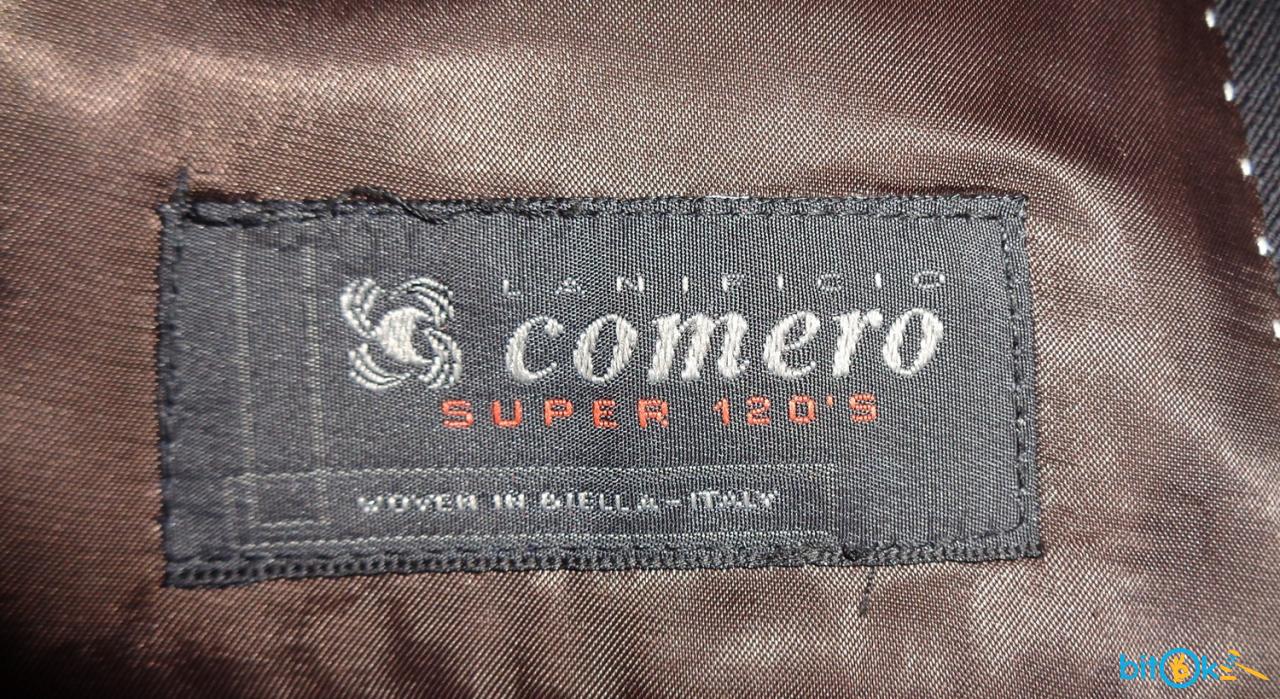 LANIFICIO
comero
SUPER 120'S
WOVEN IN BIELLA-ITALY
bitok